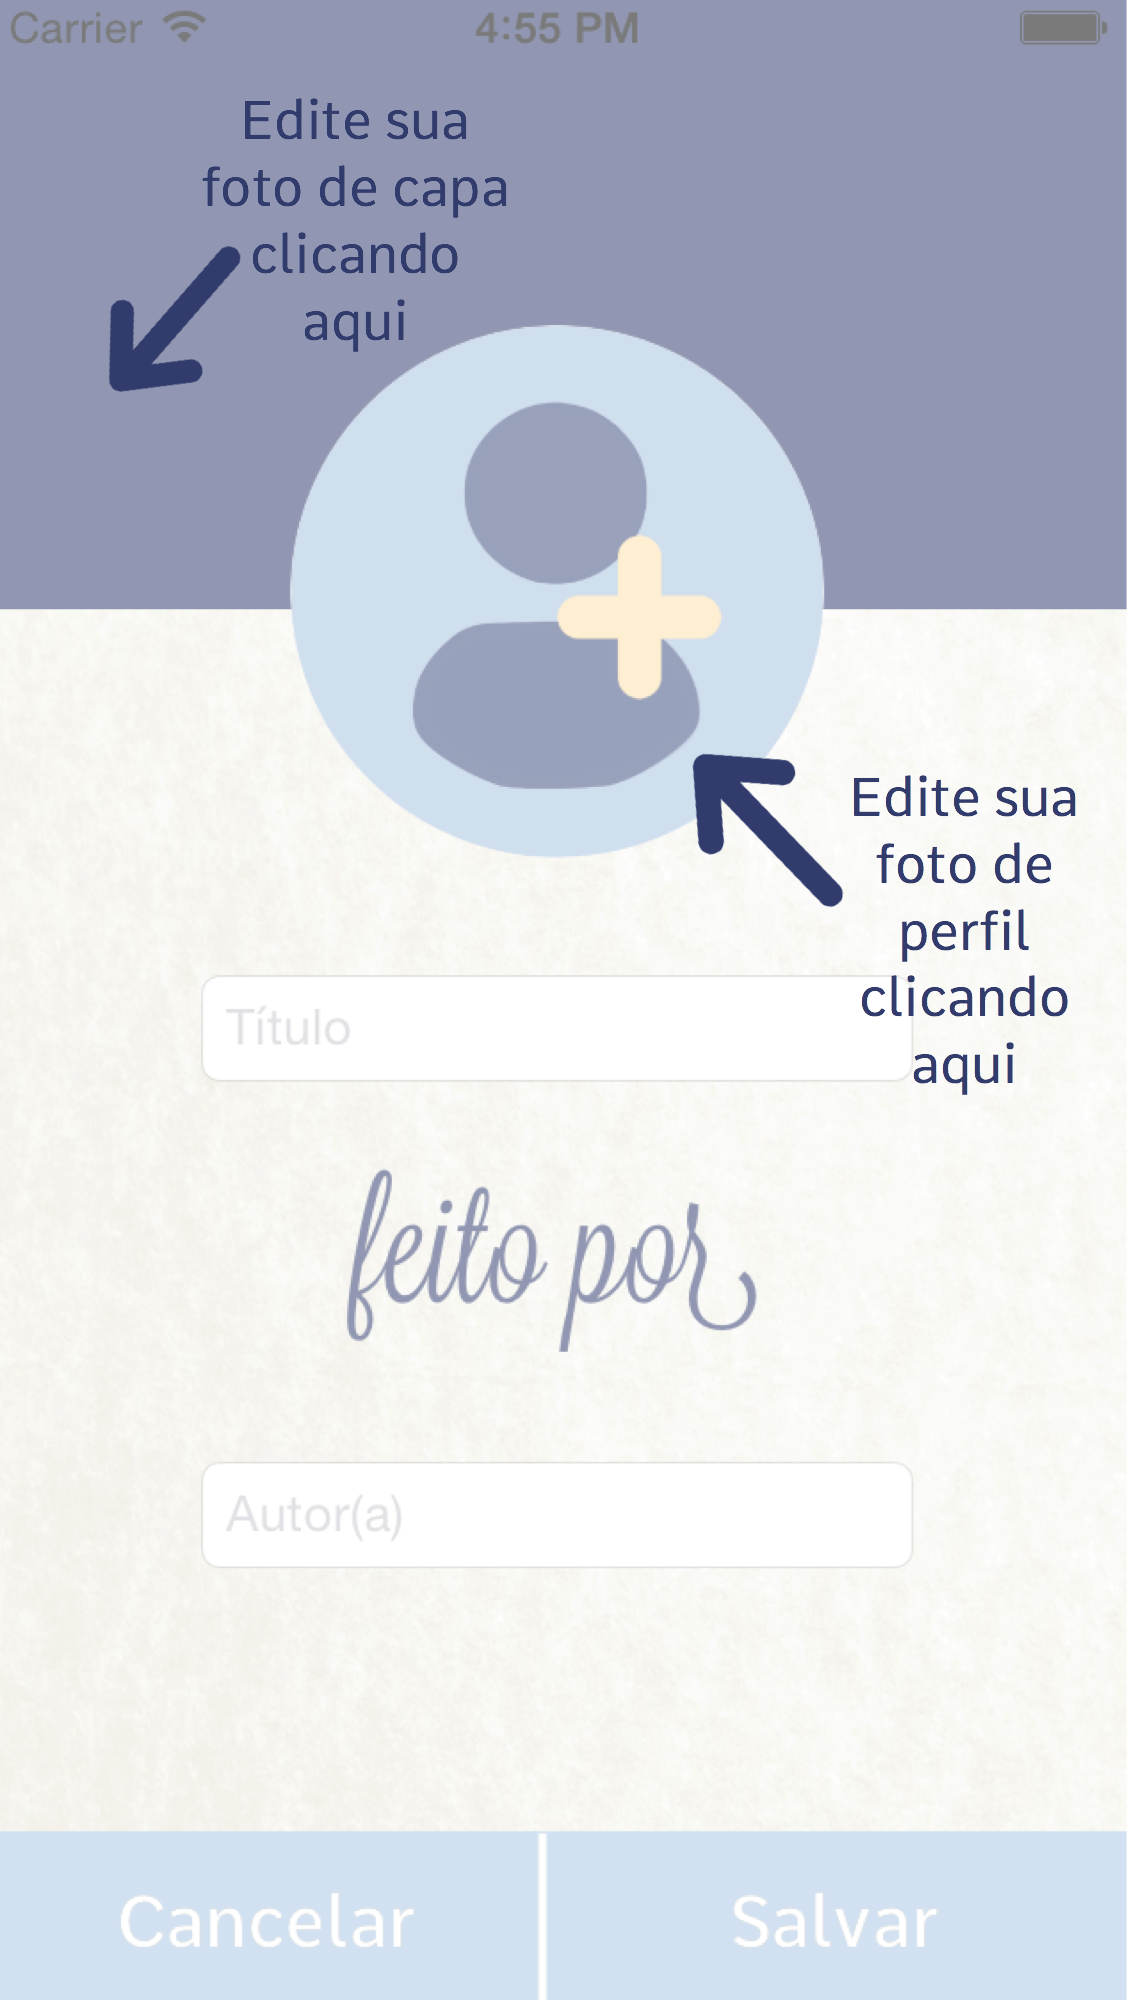 Carrier 4:55 PM
Edite sua
foto de capa
clicando
aqui
Edite sua
foto de
perfil
clicando
aqui
Título
feito por
Autor(a)
Cancelar Salvar